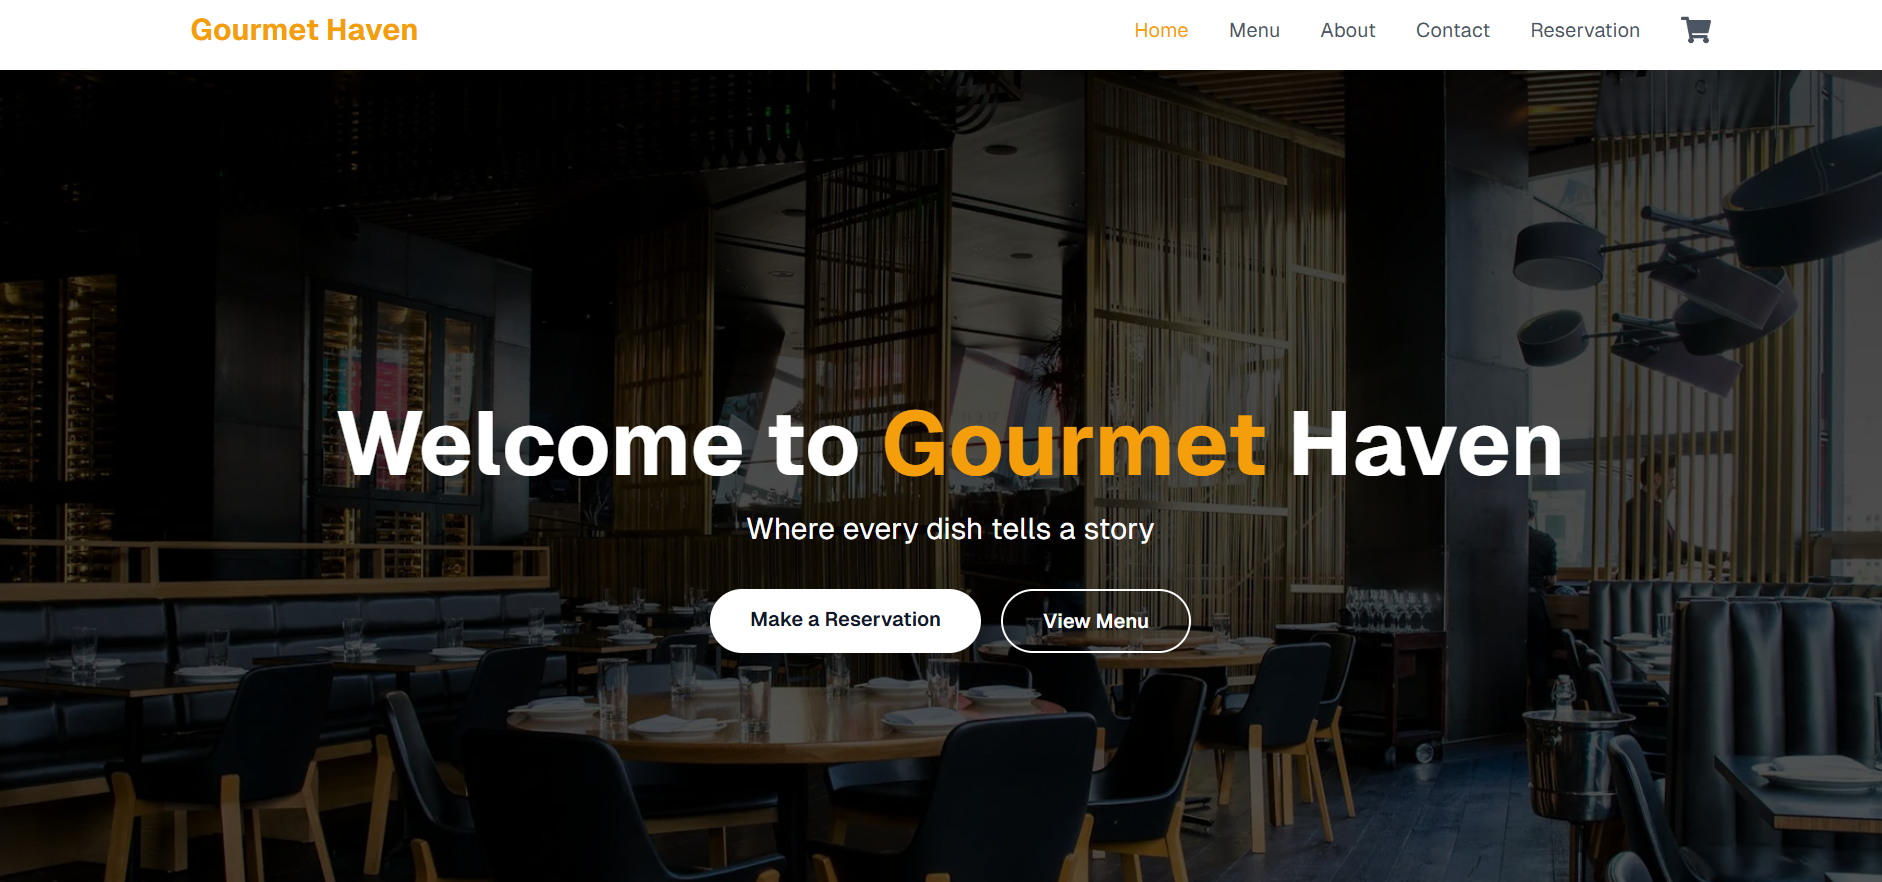 Gourmet Haven
Home Menu About Contact Reservation
Welcome to Gourmet Haven
Where every dish tells a story
Make a Reservation View Menu